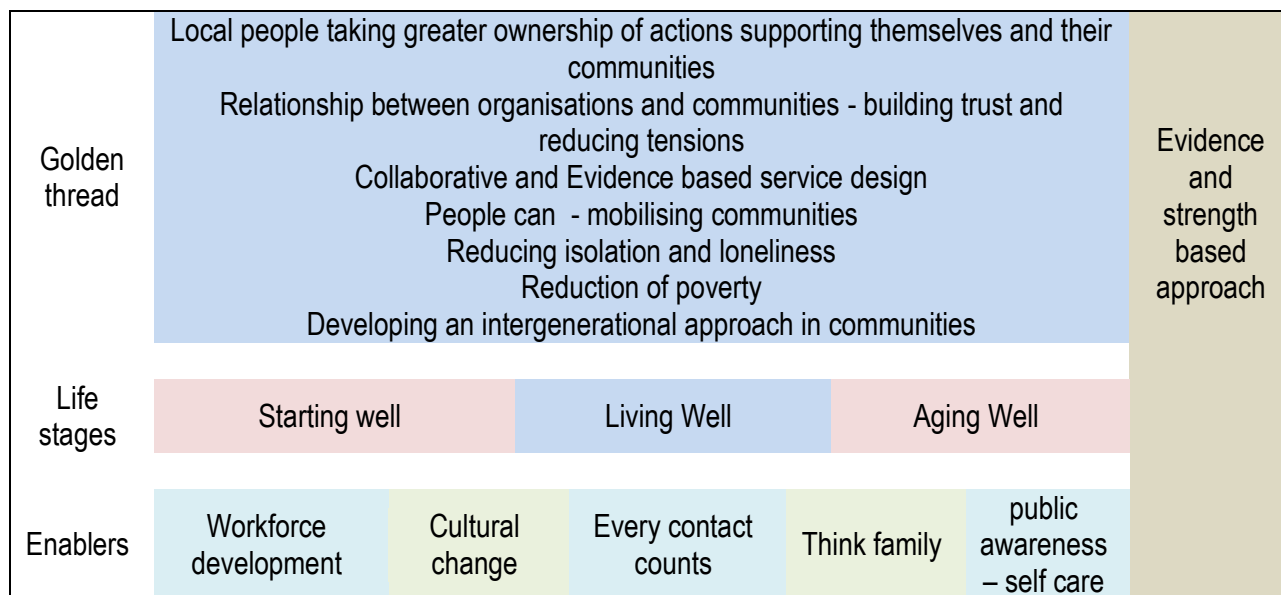 Golden
thread
Local people taking greater ownership of actions supporting themselves and their
communities
Relationship between organisations and communities - building trust and
reducing tensions
Collaborative and Evidence based service design
People can  - mobilising communities
Reducing isolation and loneliness
Reduction of poverty
Developing an intergenerational approach in communities
Evidence
and
strength
based
approach
Life
stages
Starting well
Living Well
Aging Well
Enablers
Workforce
development
Cultural
change
Every contact
counts
Think family
public
awareness
– self care